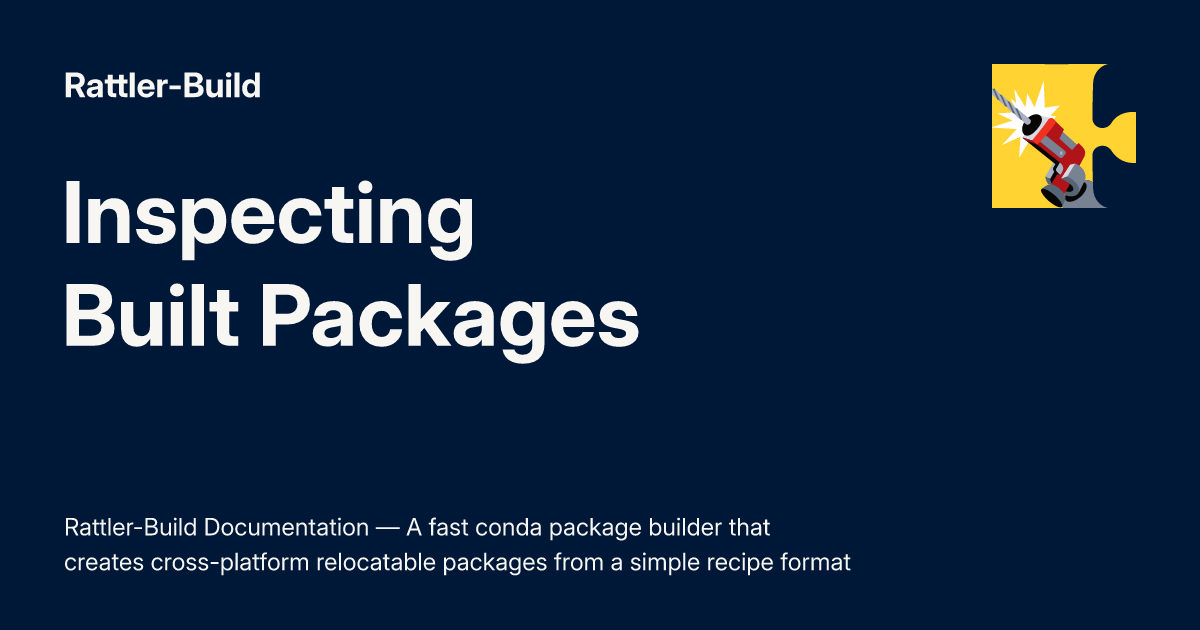 Rattler-Build
Inspecting
Built Packages
Rattler-Build Documentation — A fast conda package builder that
creates cross-platform relocatable packages from a simple recipe format